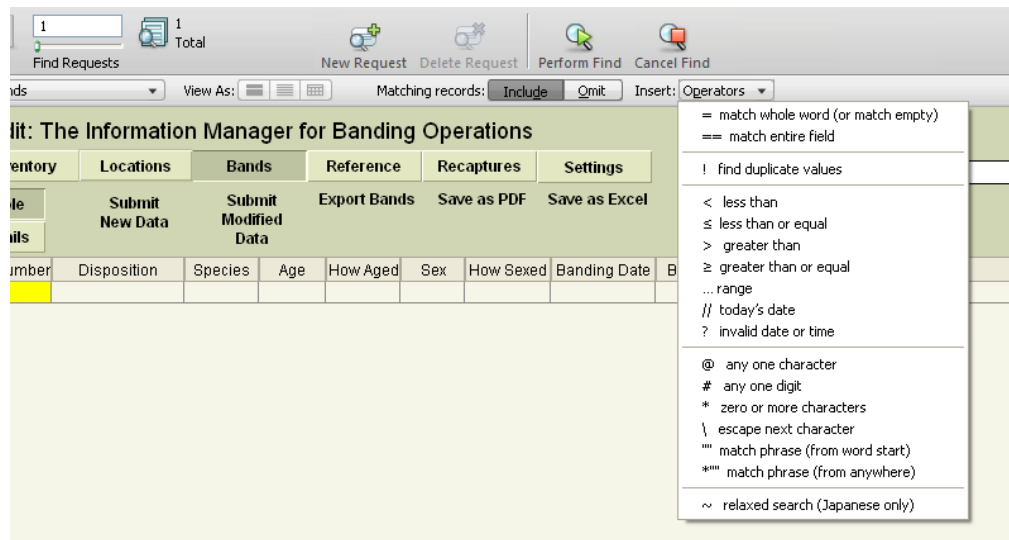 1
1
Total
Find Requests
New Request
Delete Request
Perform Find
Cancel Find
View As:
Matching records:
Include
Omit
Insert:
Operators
dit: The Information Manager for Banding Operations
Locations
Bands
Reference
Recaptures
Settings
Submit
New Data
Submit
Modified
Data
Export Bands
Save as PDF
Save as Excel
Disposition
Species
Age
How Aged
Sex
How Sexed
Banding Date
B
= match whole word (or match empty)
== match entire field
! find duplicate values
< less than
≤ less than or equal
> greater than
≥ greater than or equal
... range
// today's date
? invalid date or time
@ any one character
# any one digit
* zero or more characters
\ escape next character
"" match phrase (from word start)
*"" match phrase (from anywhere)
~ relaxed search (Japanese only)